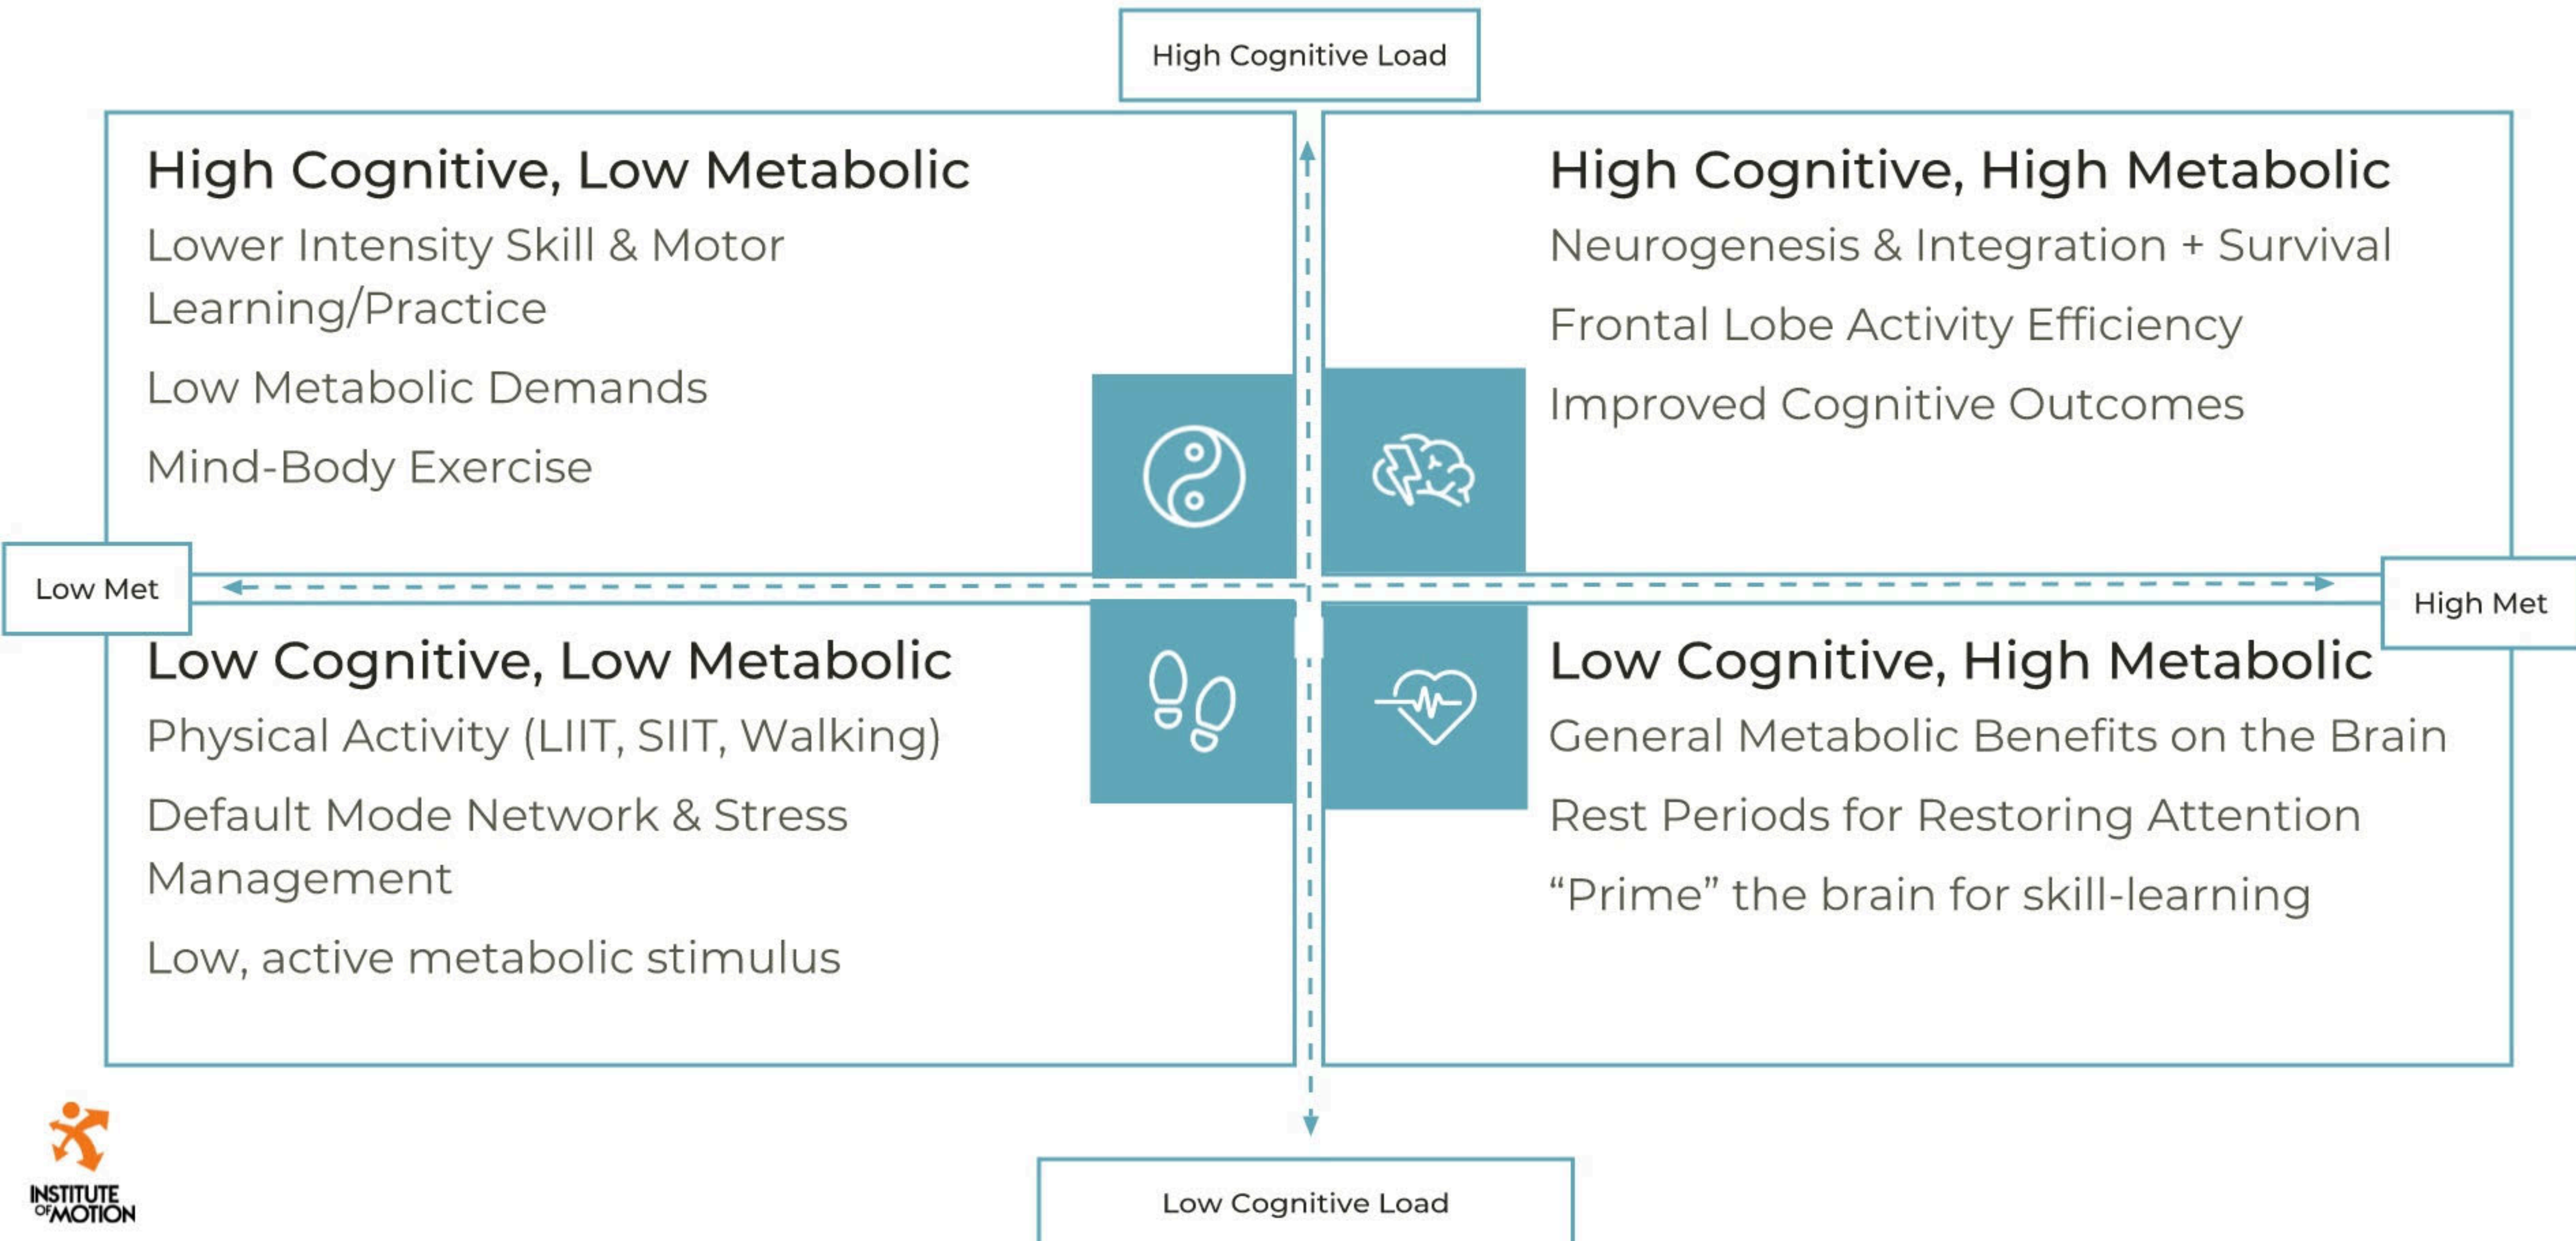 High Cognitive Load
High Cognitive, Low Metabolic
Lower Intensity Skill & Motor
Learning/Practice
Low Metabolic Demands
Mind-Body Exercise
High Cognitive, High Metabolic
Neurogenesis & Integration + Survival
Frontal Lobe Activity Efficiency
Improved Cognitive Outcomes
Low Met
High Met
Low Cognitive, Low Metabolic
Physical Activity (LIIT, SIIT, Walking)
Default Mode Network & Stress
Management
Low, active metabolic stimulus
Low Cognitive, High Metabolic
General Metabolic Benefits on the Brain
Rest Periods for Restoring Attention
“Prime” the brain for skill-learning
Low Cognitive Load
INSTITUTE
OF MOTION